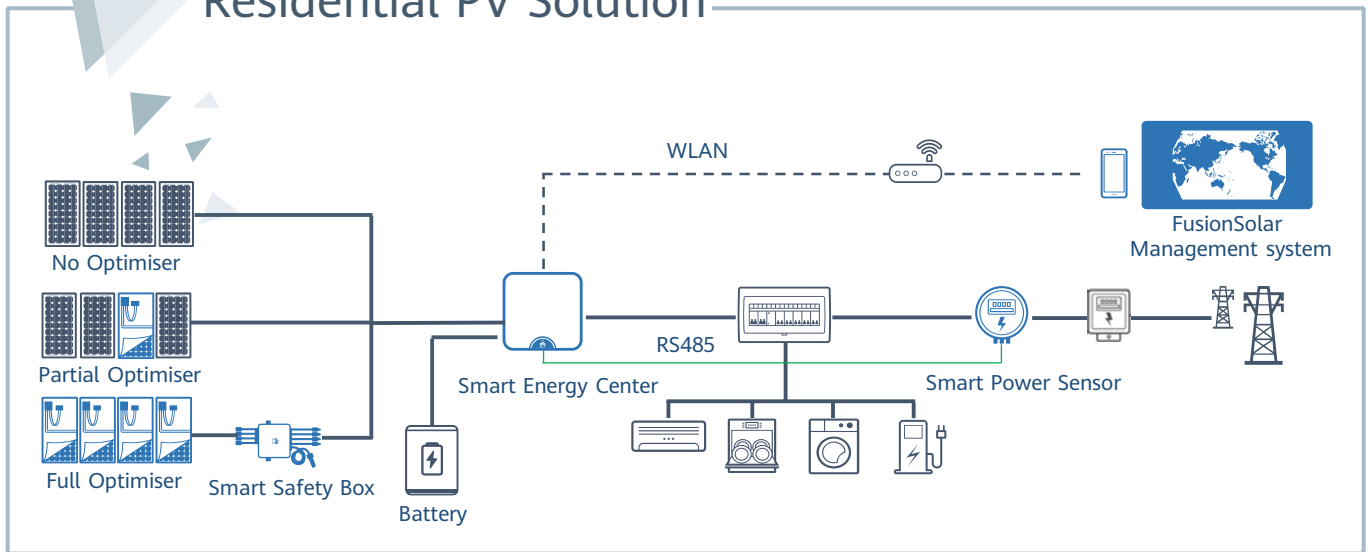 Residential PV Solution
WLAN
FusionSolar
Management system
No Optimiser
RS485
Partial Optimiser
Smart Energy Center
Smart Power Sensor
Full Optimiser
Smart Safety Box
Battery